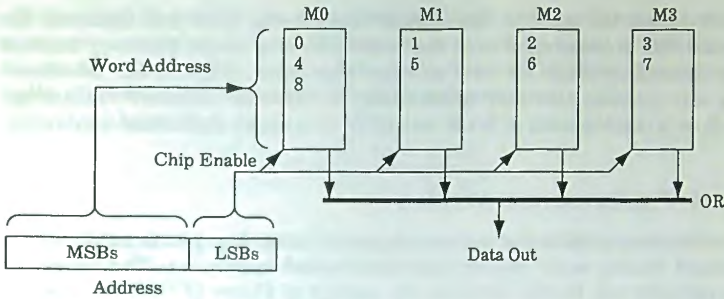 M0 M1 M2 M3
0 1 2 3
4 5 6 7
8
Word Address
Chip Enable
OR
MSBs LSBs
Data Out
Address